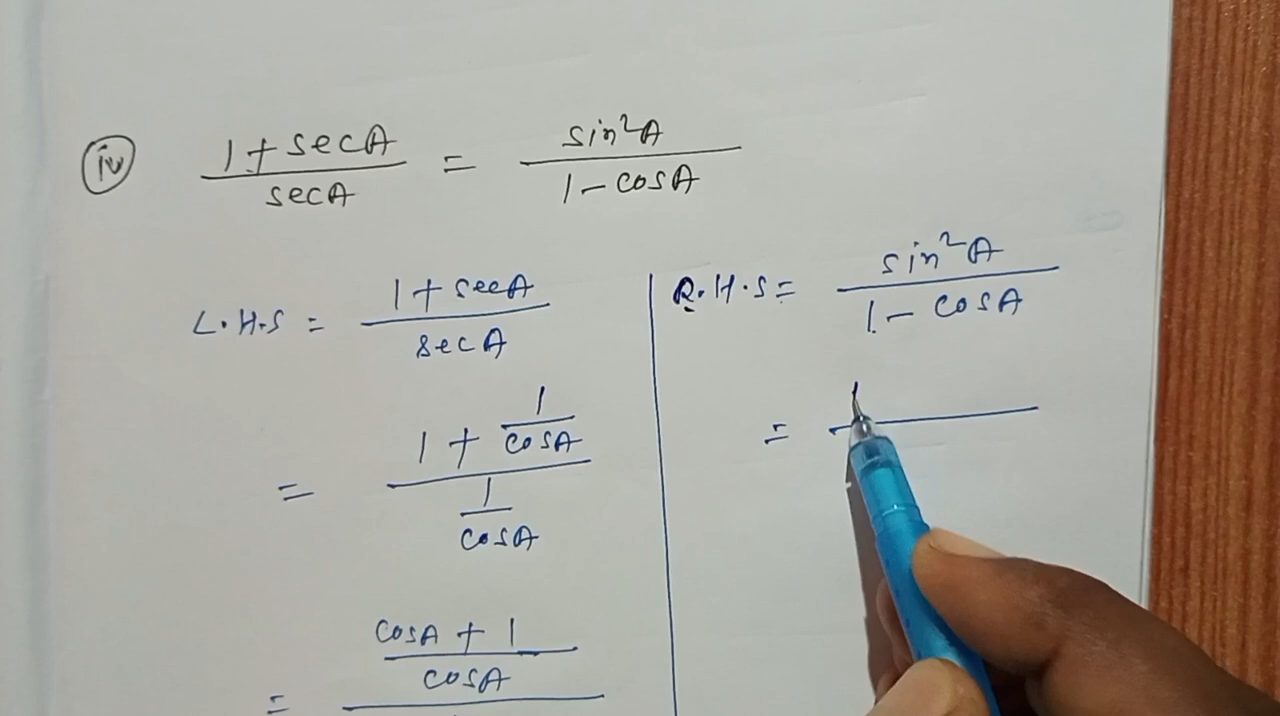 (iv) 1 + secA / secA = sin²A / 1 - cosA
L.H.S = 1 + secA / secA
= 1 + 1/cosA / 1/cosA
= cosA + 1 / cosA
R.H.S = sin²A / 1 - cosA
= 1